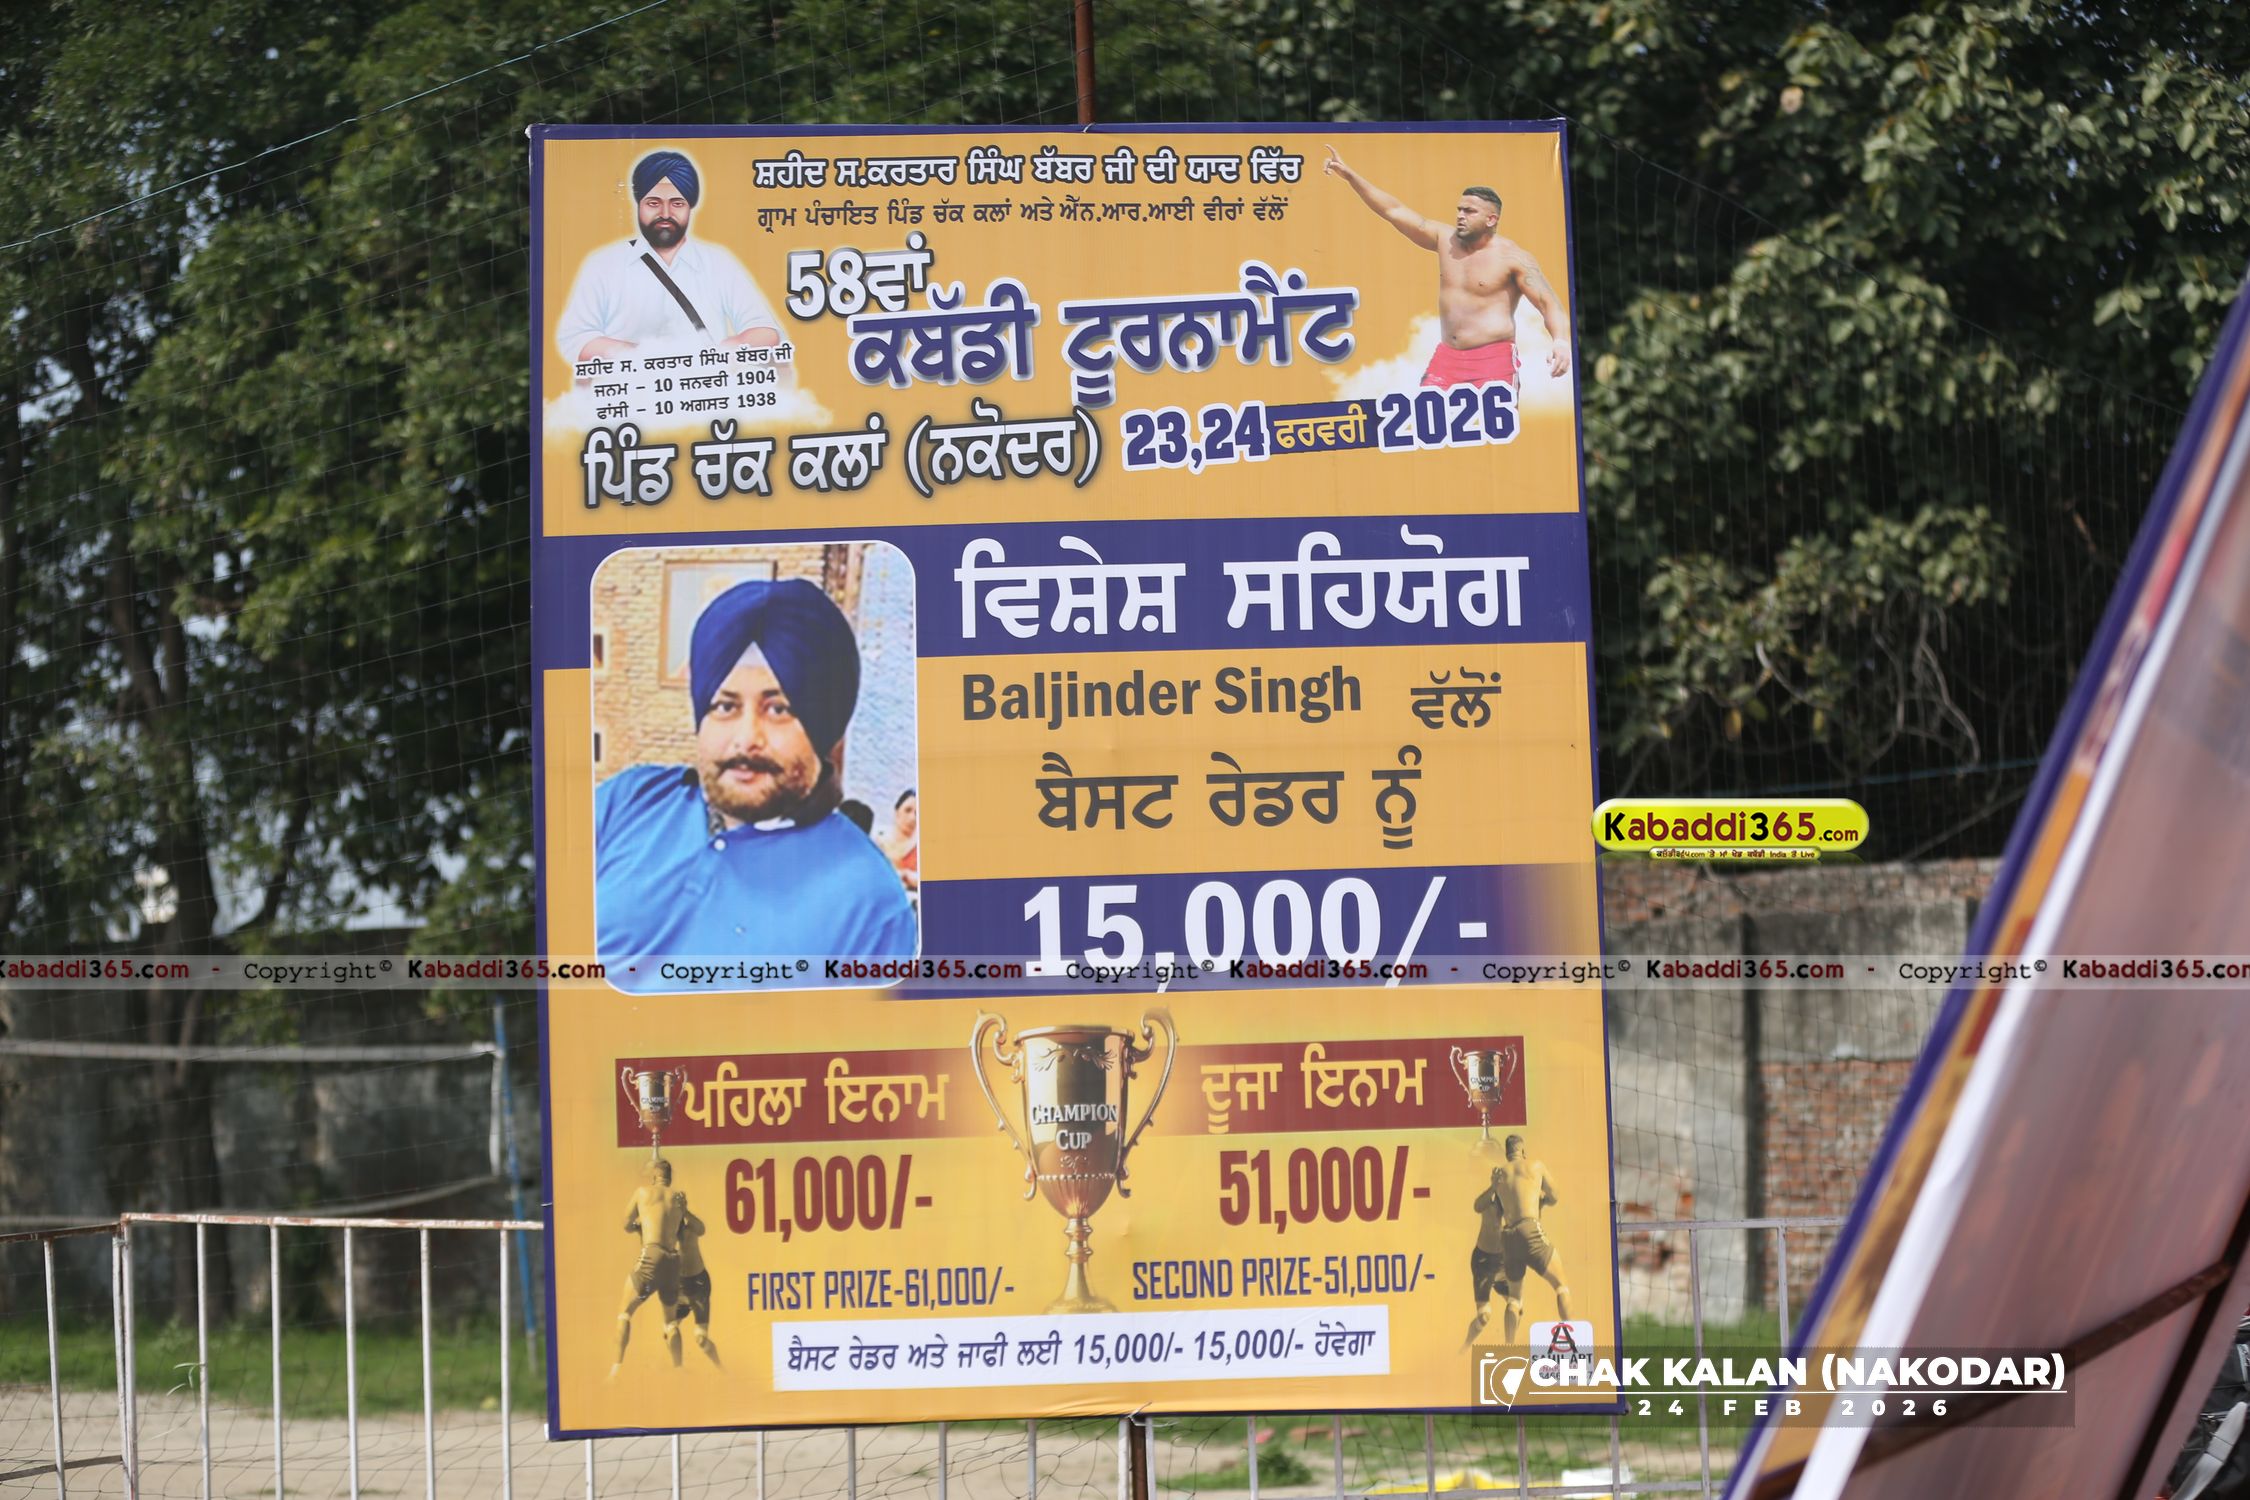 ਸ਼ਹੀਦ ਸ.ਕਰਤਾਰ ਸਿੰਘ ਬੱਬਰ ਜੀ ਦੀ ਯਾਦ ਵਿੱਚ
ਗ੍ਰਾਮ ਪੰਚਾਇਤ ਪਿੰਡ ਚੱਕ ਕਲਾਂ ਅਤੇ ਐੱਨ.ਆਰ.ਆਈ ਵੀਰਾਂ ਵੱਲੋਂ
58ਵਾਂ
ਕਬੱਡੀ ਟੂਰਨਾਮੈਂਟ
ਸ਼ਹੀਦ ਸ. ਕਰਤਾਰ ਸਿੰਘ ਬੱਬਰ ਜੀ
ਜਨਮ – 10 ਜਨਵਰੀ 1904
ਫਾਂਸੀ – 10 ਅਗਸਤ 1938
ਪਿੰਡ ਚੱਕ ਕਲਾਂ (ਨਕੋਦਰ) 23,24 ਫਰਵਰੀ 2026
ਵਿਸ਼ੇਸ਼ ਸਹਿਯੋਗ
Baljinder Singh ਵੱਲੋਂ
ਬੈਸਟ ਰੇਡਰ ਨੂੰ
15,000/-
Kabaddi365.com
Kabaddi365.com - Copyright© Kabaddi365.com - Copyright© Kabaddi365.com - Copyright© Kabaddi365.com - Copyright© Kabaddi365.com - Copyright© Kabaddi365.com
ਪਹਿਲਾ ਇਨਾਮ
CHAMPION CUP
ਦੂਜਾ ਇਨਾਮ
61,000/-
51,000/-
FIRST PRIZE-61,000/-
SECOND PRIZE-51,000/-
ਬੈਸਟ ਰੇਡਰ ਅਤੇ ਜਾਫੀ ਲਈ 15,000/- 15,000/- ਹੋਵੇਗਾ
CHAK KALAN (NAKODAR)
24 FEB 2026